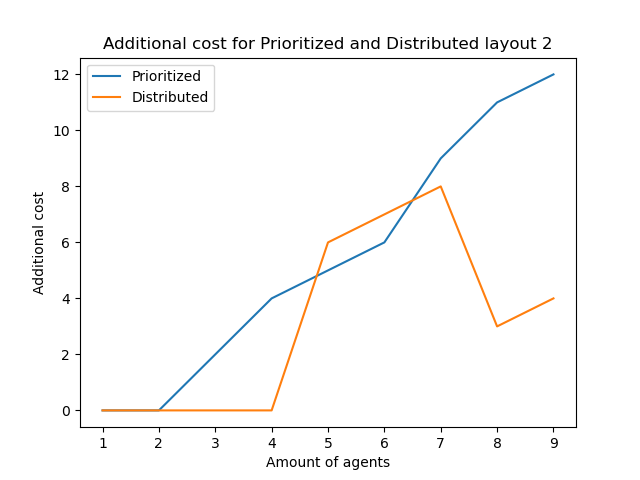 Additional cost for Prioritized and Distributed layout 2
Prioritized
Distributed
12
10
8
6
4
2
0
Additional cost
1 2 3 4 5 6 7 8 9
Amount of agents